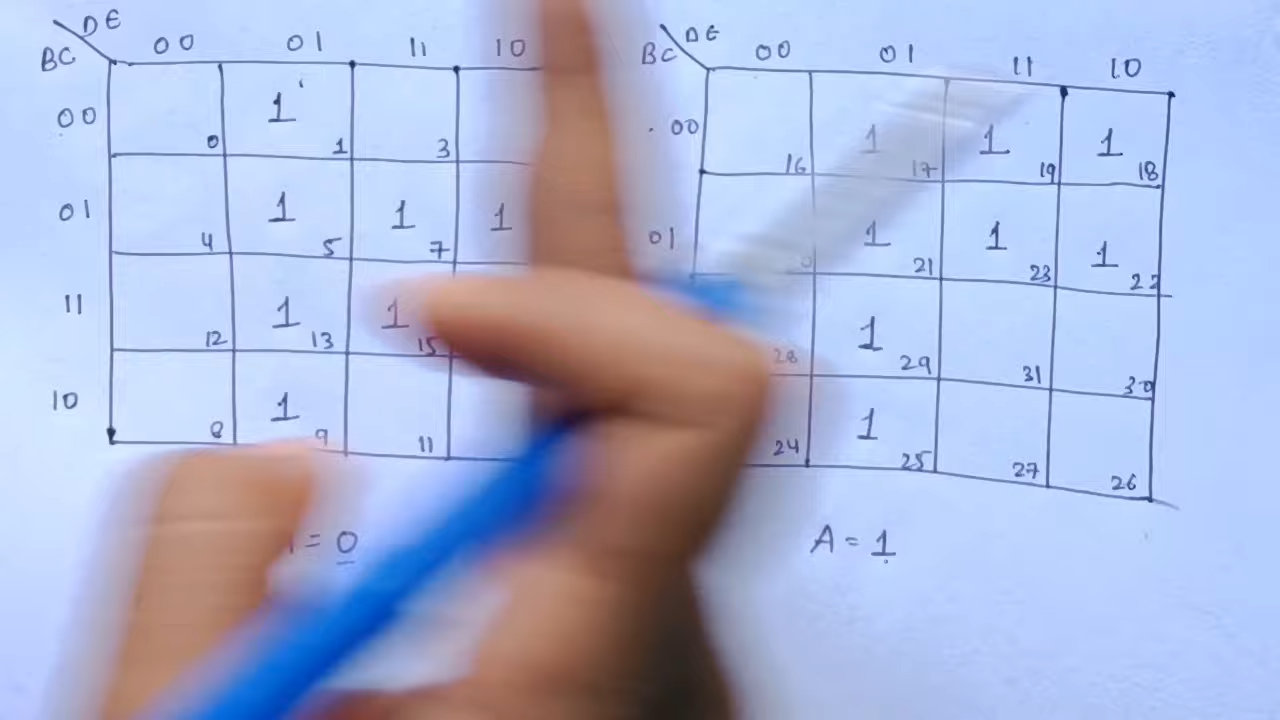 DE DE
BC 00 01 11 10 BC 00 01 11 10
00 1 00 1 1 1
0 1 3 16 17 19 18
01 1 1 1 01 1 1 1
4 5 7 21 23 22
11 1 1 1
12 13 15 28 29 31 30
10 1 1
8 9 11 24 25 27 26
= 0 A = 1